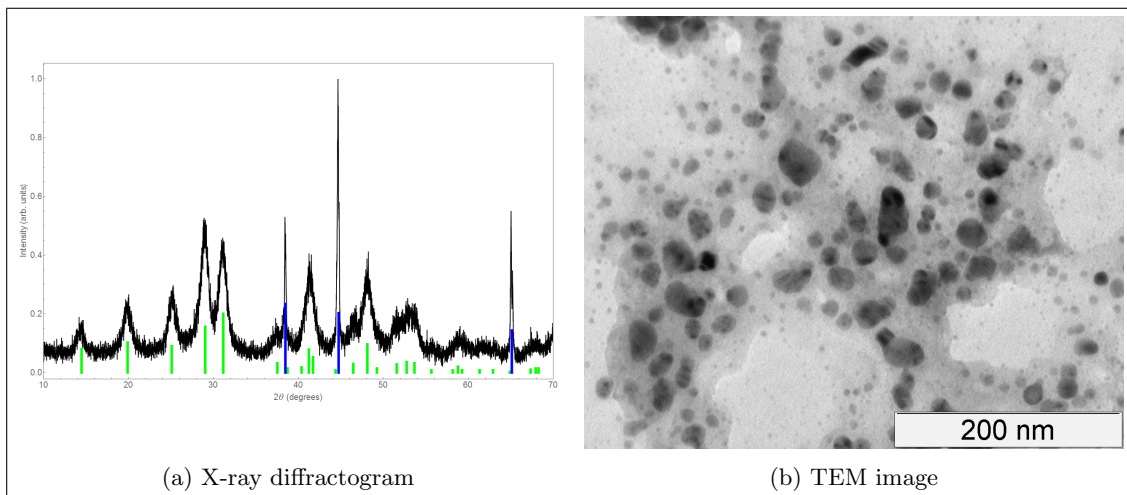 1.0
0.8
0.6
0.4
0.2
0.0
Intensity (arb. units)
10 20 30 40 50 60 70
2θ (degrees)
200 nm
(a) X-ray diffractogram
(b) TEM image